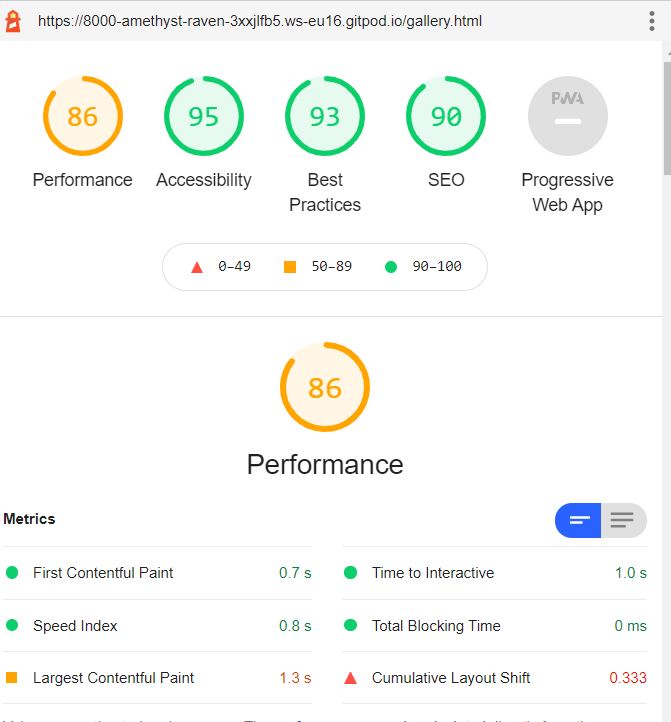 https://8000-amethyst-raven-3xxjlfb5.ws-eu16.gitpod.io/gallery.html
86 95 93 90 PWA
Performance Accessibility Best Practices SEO Progressive Web App
0–49 50–89 90–100
86
Performance
Metrics
First Contentful Paint 0.7 s
Time to Interactive 1.0 s
Speed Index 0.8 s
Total Blocking Time 0 ms
Largest Contentful Paint 1.3 s
Cumulative Layout Shift 0.333